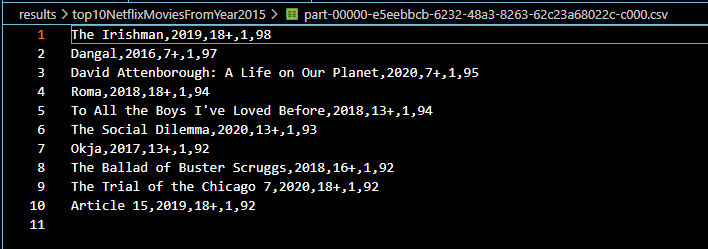 results > top10NetflixMoviesFromYear2015 > part-00000-e5eebbcb-6232-48a3-8263-62c23a68022c-c000.csv
1 The Irishman,2019,18+,1,98
2 Dangal,2016,7+,1,97
3 David Attenborough: A Life on Our Planet,2020,7+,1,95
4 Roma,2018,18+,1,94
5 To All the Boys I've Loved Before,2018,13+,1,94
6 The Social Dilemma,2020,13+,1,93
7 Okja,2017,13+,1,92
8 The Ballad of Buster Scruggs,2018,16+,1,92
9 The Trial of the Chicago 7,2020,18+,1,92
10 Article 15,2019,18+,1,92
11